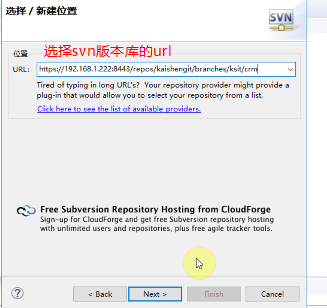 选择 / 新建位置
SVN
位置
选择svn版本库的url
URL:
https://192.168.1.222:8443/repos/kaishengit/branches/ksit/crm
Tired of typing in long URL's? Your repository provider might provide a
plug-in that would allow you to select your repository from a list.
Click here to see the list of available providers.
Free Subversion Repository Hosting from CloudForge
Sign-up for CloudForge and get free Subversion Repository hosting
with unlimited users and repositories, plus free agile tracker tools.
?
< Back
Next >
Finish
Cancel